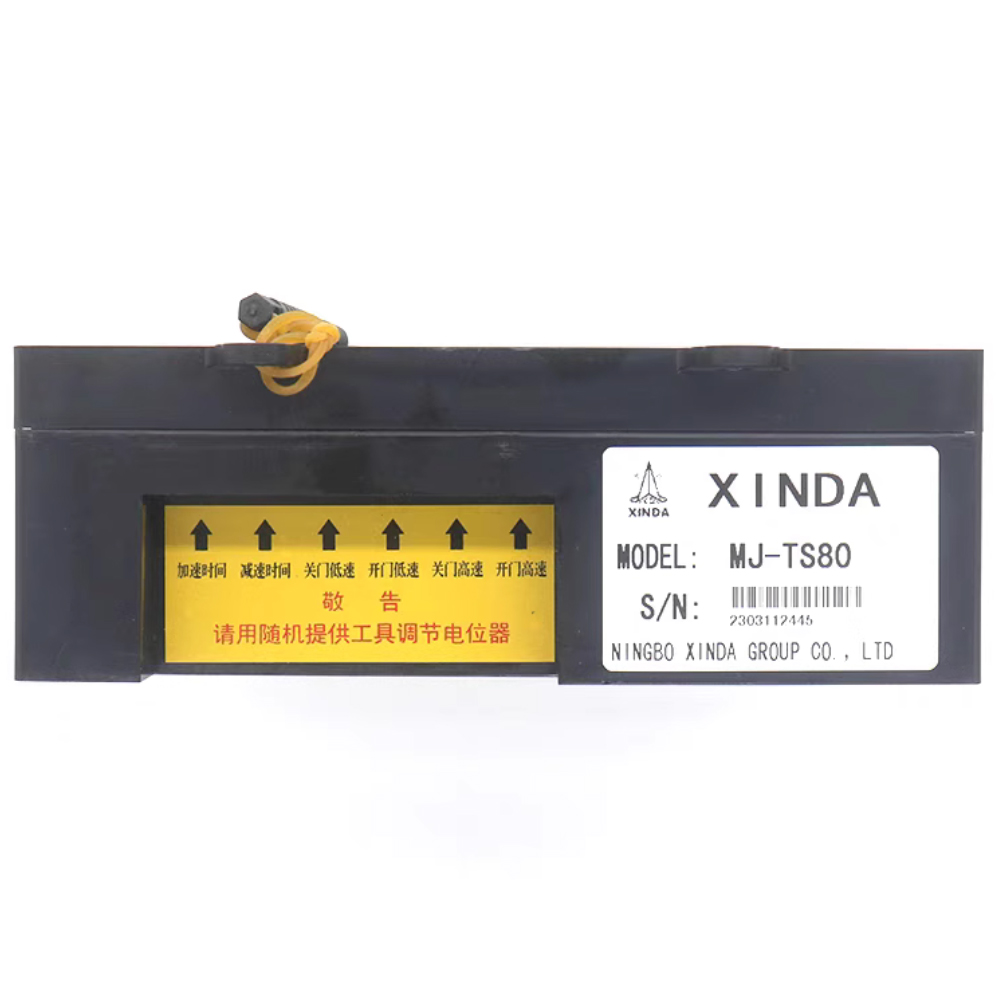 加速时间 减速时间 关门低速 开门低速 关门高速 开门高速
敬 告
请用随机提供工具调节电位器
XINDA
XINDA
MODEL: MJ-TS80
S/N:
2303112445
NINGBO XINDA GROUP CO., LTD